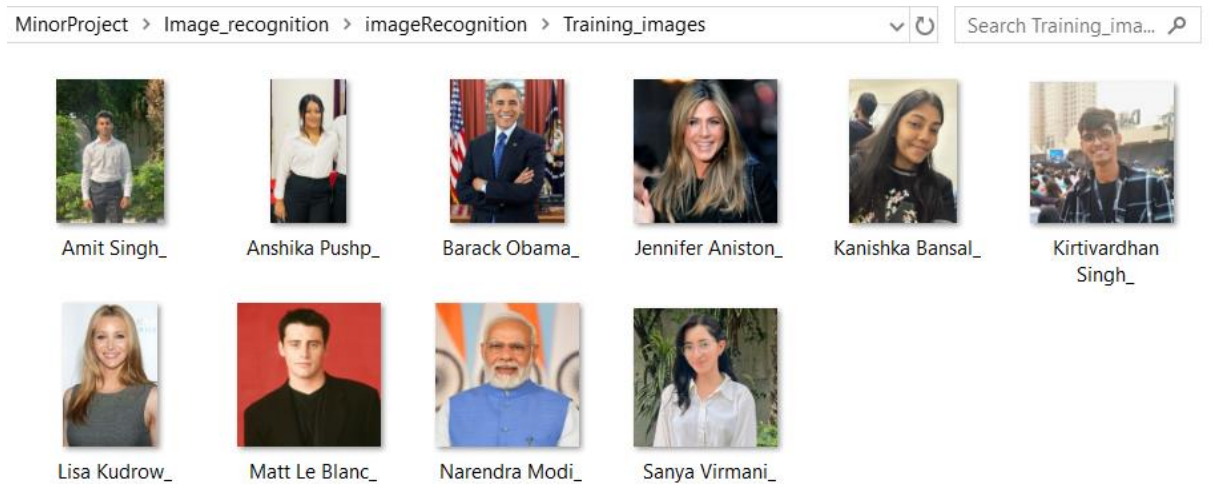 MinorProject > Image_recognition > imageRecognition > Training_images
Search Training_ima...
Amit Singh_
Anshika Pushp_
Barack Obama_
Jennifer Aniston_
Kanishka Bansal_
Kirtivardhan
Singh_
Lisa Kudrow_
Matt Le Blanc_
Narendra Modi_
Sanya Virmani_